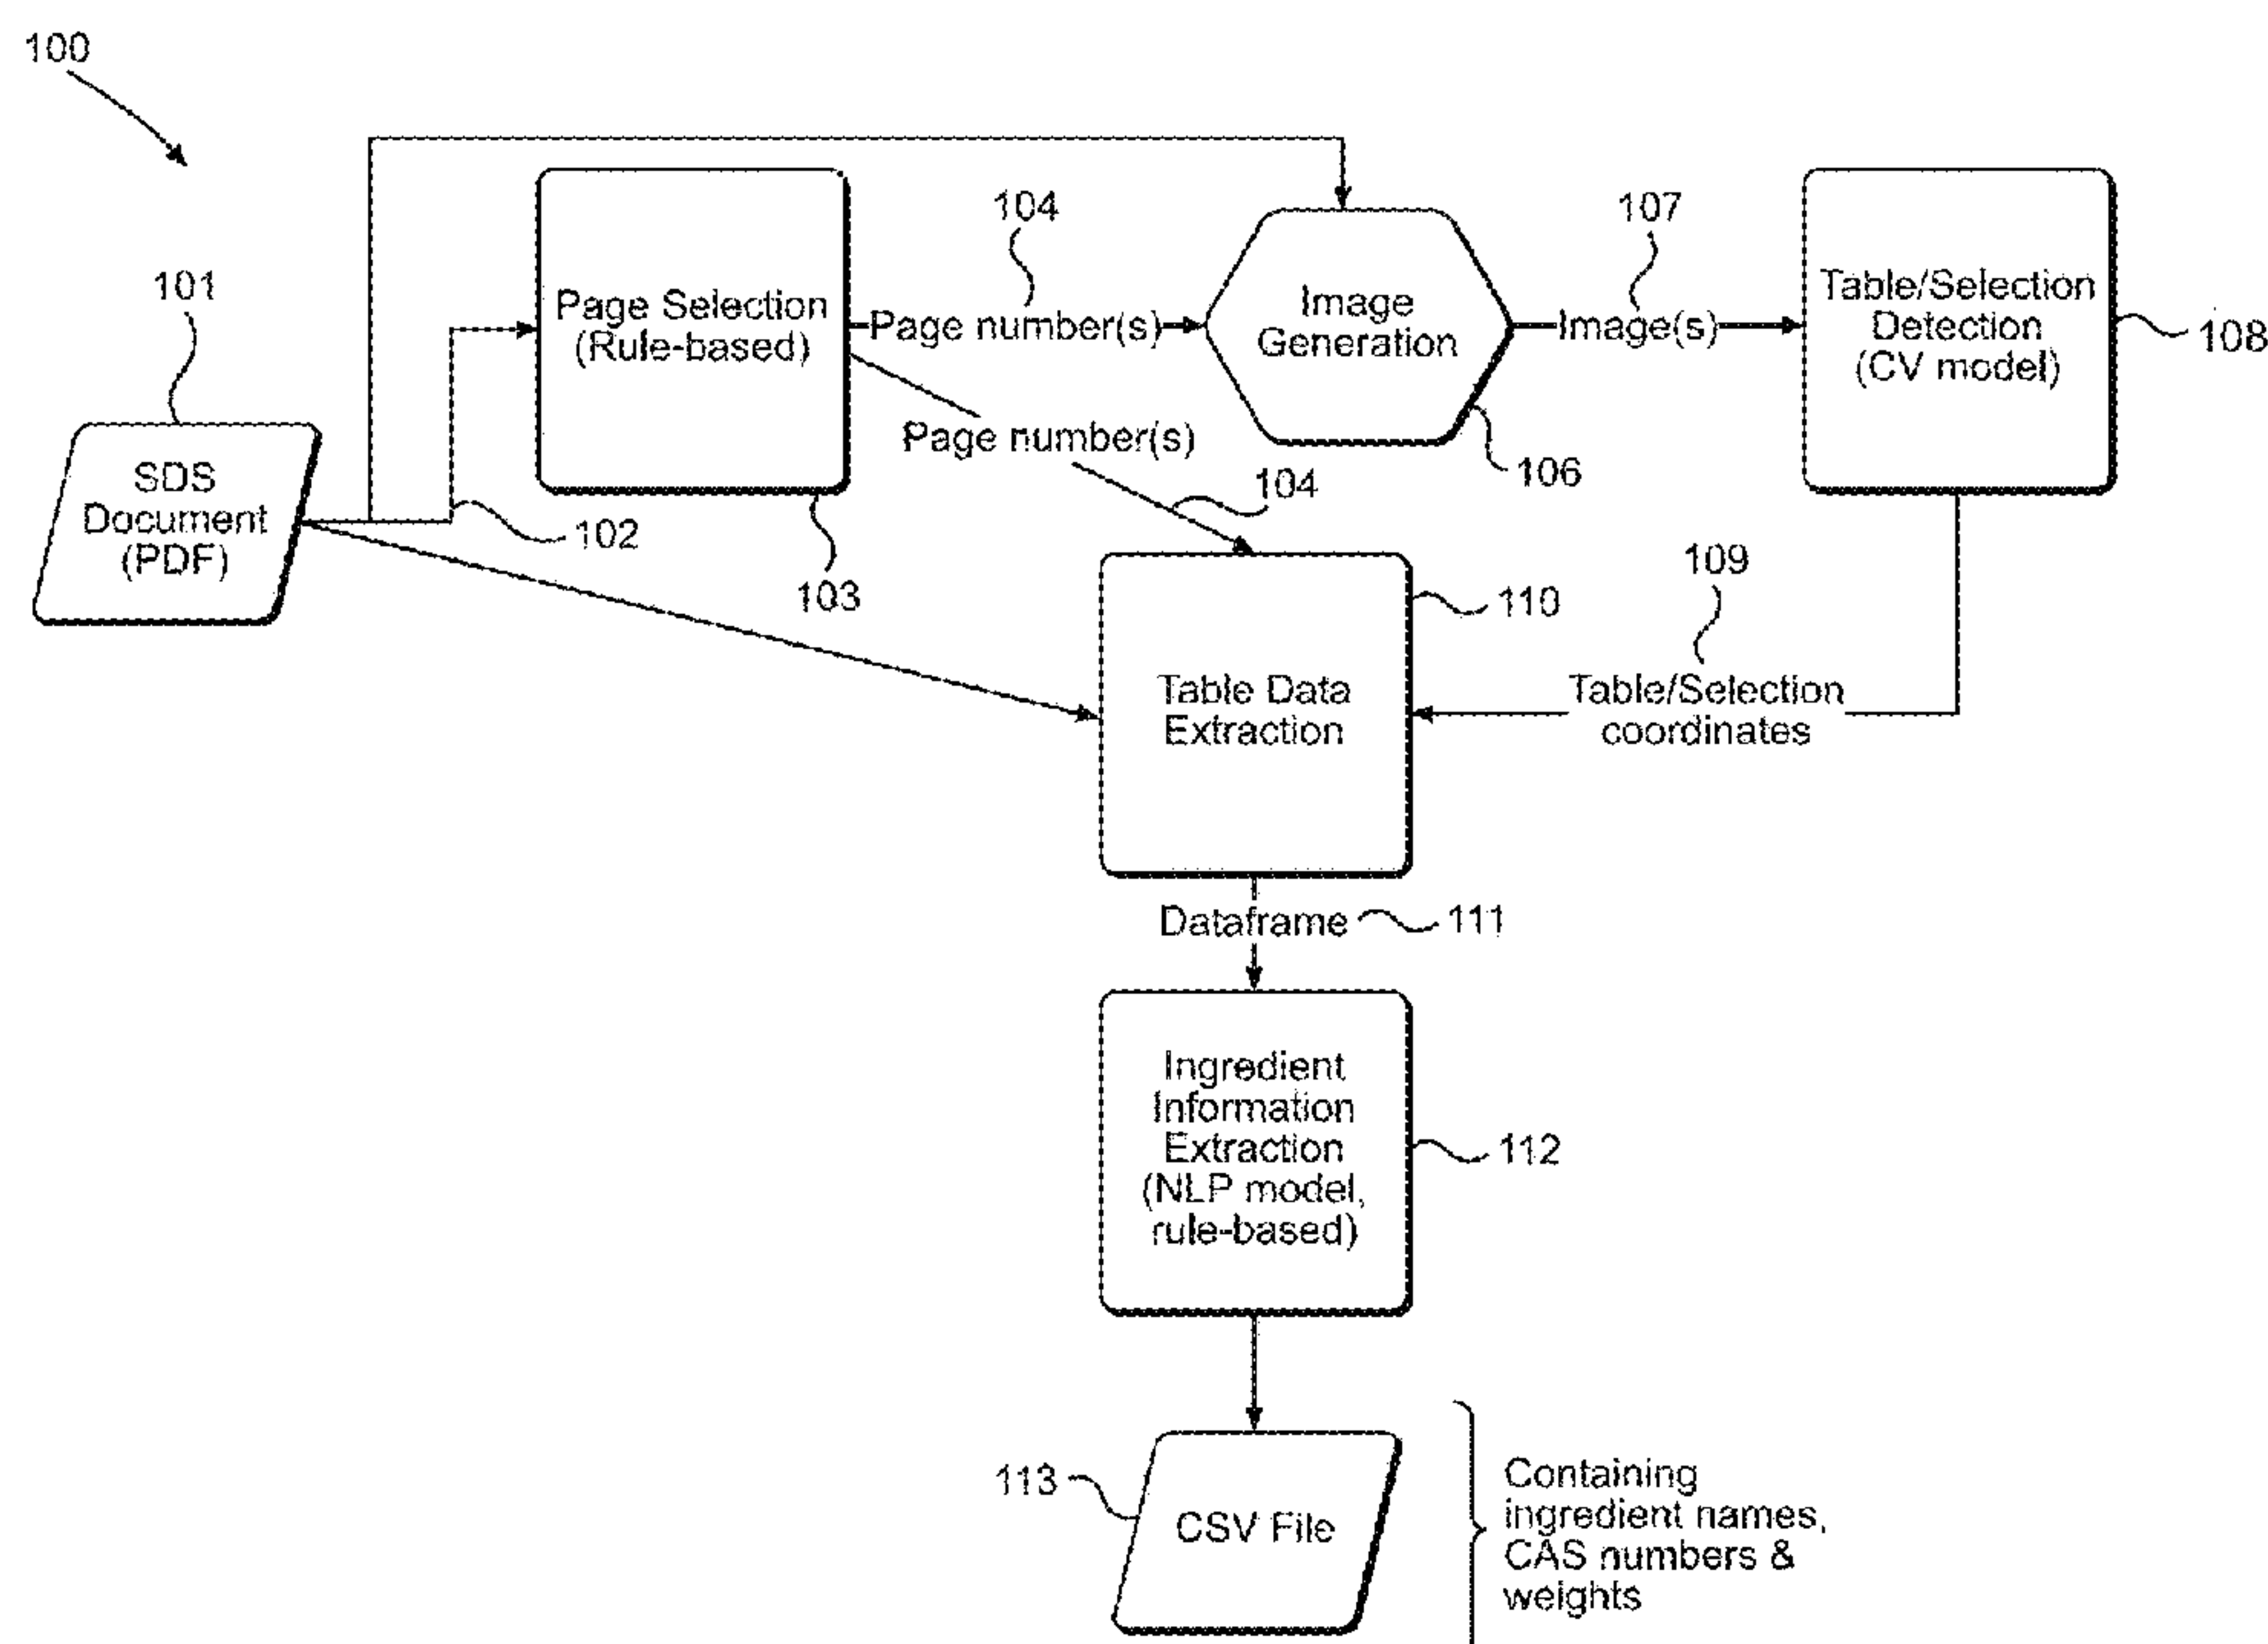 100
101
SDS
Document
(PDF)
102
Page Selection
(Rule-based)
103
104
Page number(s)
Page number(s)
104
Image
Generation
106
107
Image(s)
Table/Selection
Detection
(CV model)
108
109
Table/Selection
coordinates
110
Table Data
Extraction
Dataframe
111
Ingredient
Information
Extraction
(NLP model,
rule-based)
112
113
CSV File
Containing
ingredient names,
CAS numbers &
weights